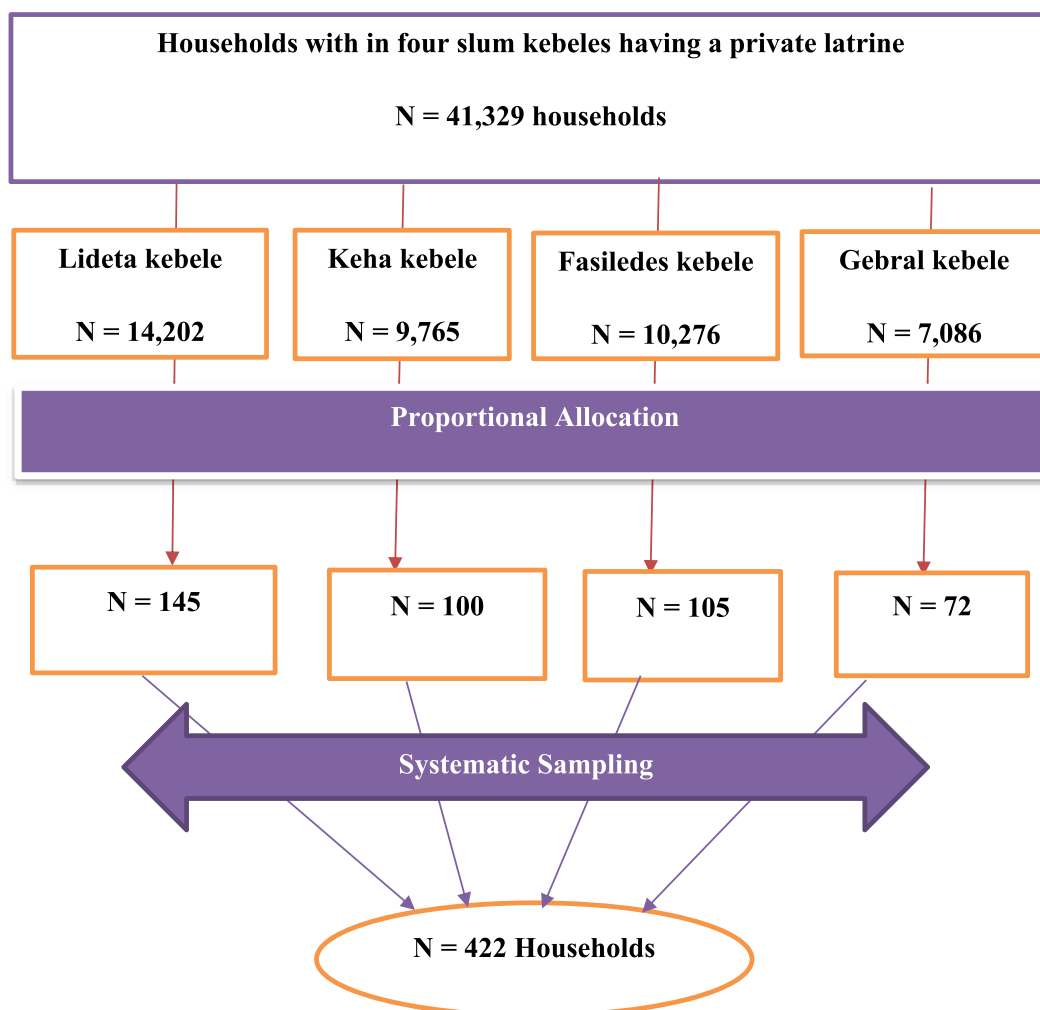 Households with in four slum kebeles having a private latrine
N = 41,329 households
Lideta kebele
N = 14,202
Keha kebele
N = 9,765
Fasiledes kebele
N = 10,276
Gebral kebele
N = 7,086
Proportional Allocation
N = 145
N = 100
N = 105
N = 72
Systematic Sampling
N = 422 Households